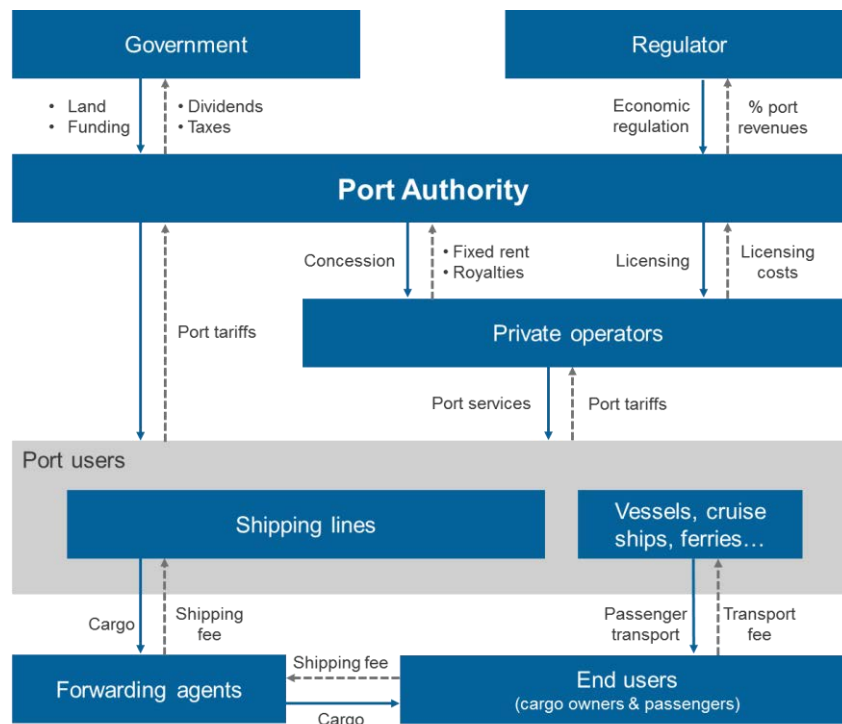 Government
Regulator
• Land
• Funding
• Dividends
• Taxes
Economic
regulation
% port
revenues
Port Authority
Concession
• Fixed rent
• Royalties
Licensing
Licensing
costs
Port tariffs
Private operators
Port services
Port tariffs
Port users
Shipping lines
Vessels, cruise
ships, ferries...
Cargo
Shipping
fee
Passenger
transport
Transport
fee
Forwarding agents
Shipping fee
Cargo
End users
(cargo owners & passengers)